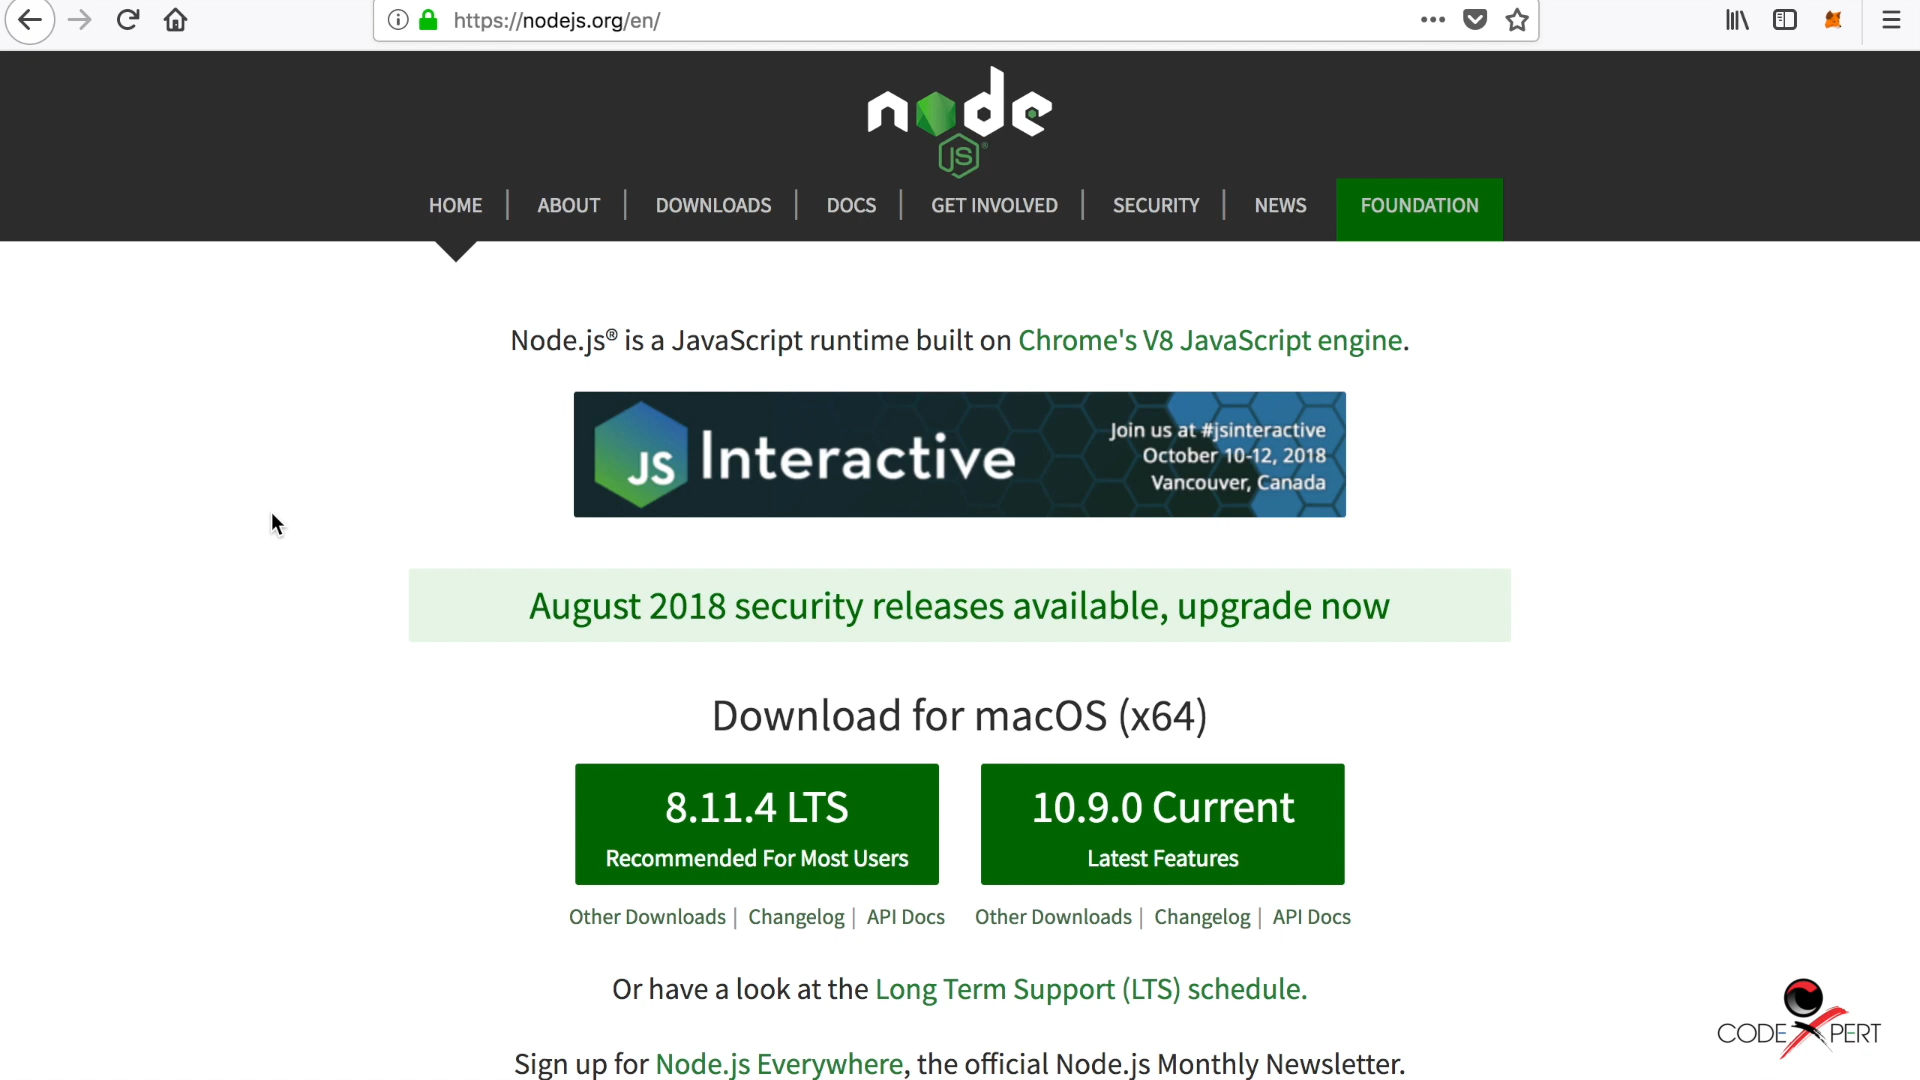 https://nodejs.org/en/
node
JS
HOME | ABOUT | DOWNLOADS | DOCS | GET INVOLVED | SECURITY | NEWS FOUNDATION
Node.js® is a JavaScript runtime built on Chrome's V8 JavaScript engine.
JS Interactive
Join us at #jsinteractive
October 10-12, 2018
Vancouver, Canada
August 2018 security releases available, upgrade now
Download for macOS (x64)
8.11.4 LTS
Recommended For Most Users
10.9.0 Current
Latest Features
Other Downloads | Changelog | API Docs
Other Downloads | Changelog | API Docs
Or have a look at the Long Term Support (LTS) schedule.
Sign up for Node.js Everywhere, the official Node.js Monthly Newsletter.
CODEXPERT